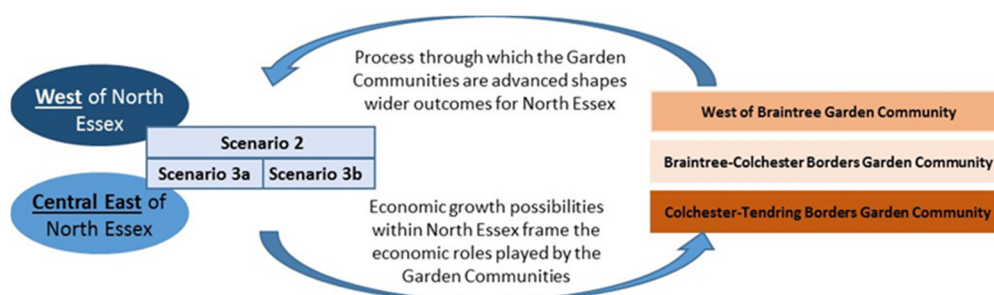 Process through which the Garden
Communities are advanced shapes
wider outcomes for North Essex
West of North
Essex
Scenario 2
Scenario 3a Scenario 3b
Central East of
North Essex
Economic growth possibilities
within North Essex frame the
economic roles played by the
Garden Communities
West of Braintree Garden Community
Braintree-Colchester Borders Garden Community
Colchester-Tendring Borders Garden Community